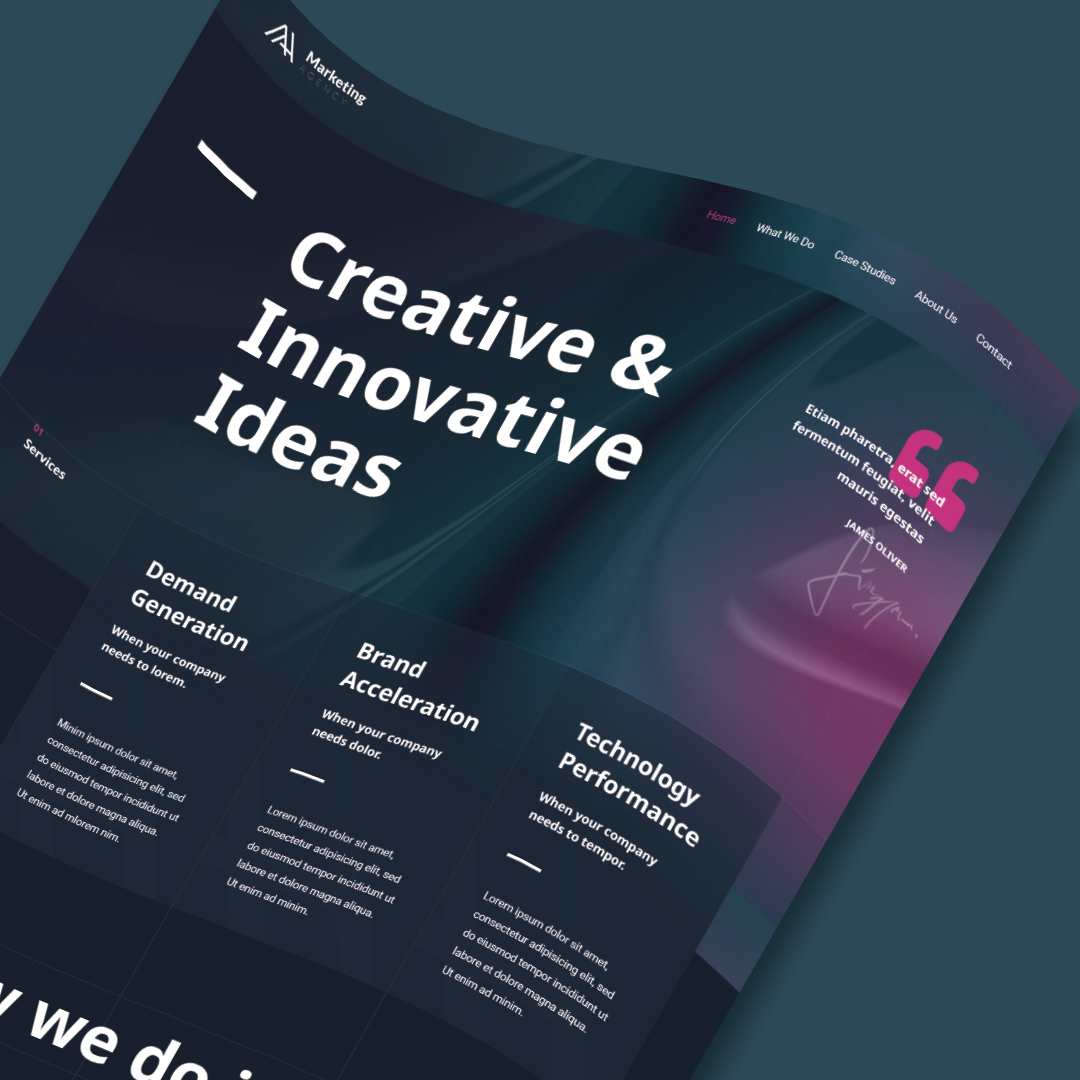 Marketing
AGENCY
Home
What We Do
Case Studies
About Us
Contact
Creative &
Innovative
Ideas
Etiam pharetra, erat sed
fermentum feugiat, velit
mauris egestas
JAMES OLIVER
01
Services
Demand
Generation
When your company
needs to lorem.
Minim ipsum dolor sit amet,
consectetur adipisicing elit, sed
do eiusmod tempor incididunt ut
labore et dolore magna aliqua.
Ut enim ad mlorem nim.
Brand
Acceleration
When your company
needs dolor.
Lorem ipsum dolor sit amet,
consectetur adipisicing elit, sed
do eiusmod tempor incididunt ut
labore et dolore magna aliqua.
Ut enim ad minim.
Technology
Performance
When your company
needs to tempor.
Lorem ipsum dolor sit amet,
consectetur adipisicing elit, sed
do eiusmod tempor incididunt ut
labore et dolore magna aliqua.
Ut enim ad minim.
we do